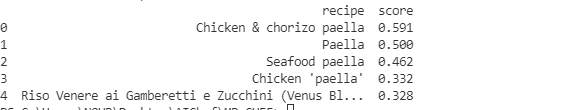 recipe score
0 Chicken & chorizo paella 0.591
1 Paella 0.500
2 Seafood paella 0.462
3 Chicken 'paella' 0.332
4 Riso Venere ai Gamberetti e Zucchini (Venus Bl... 0.328